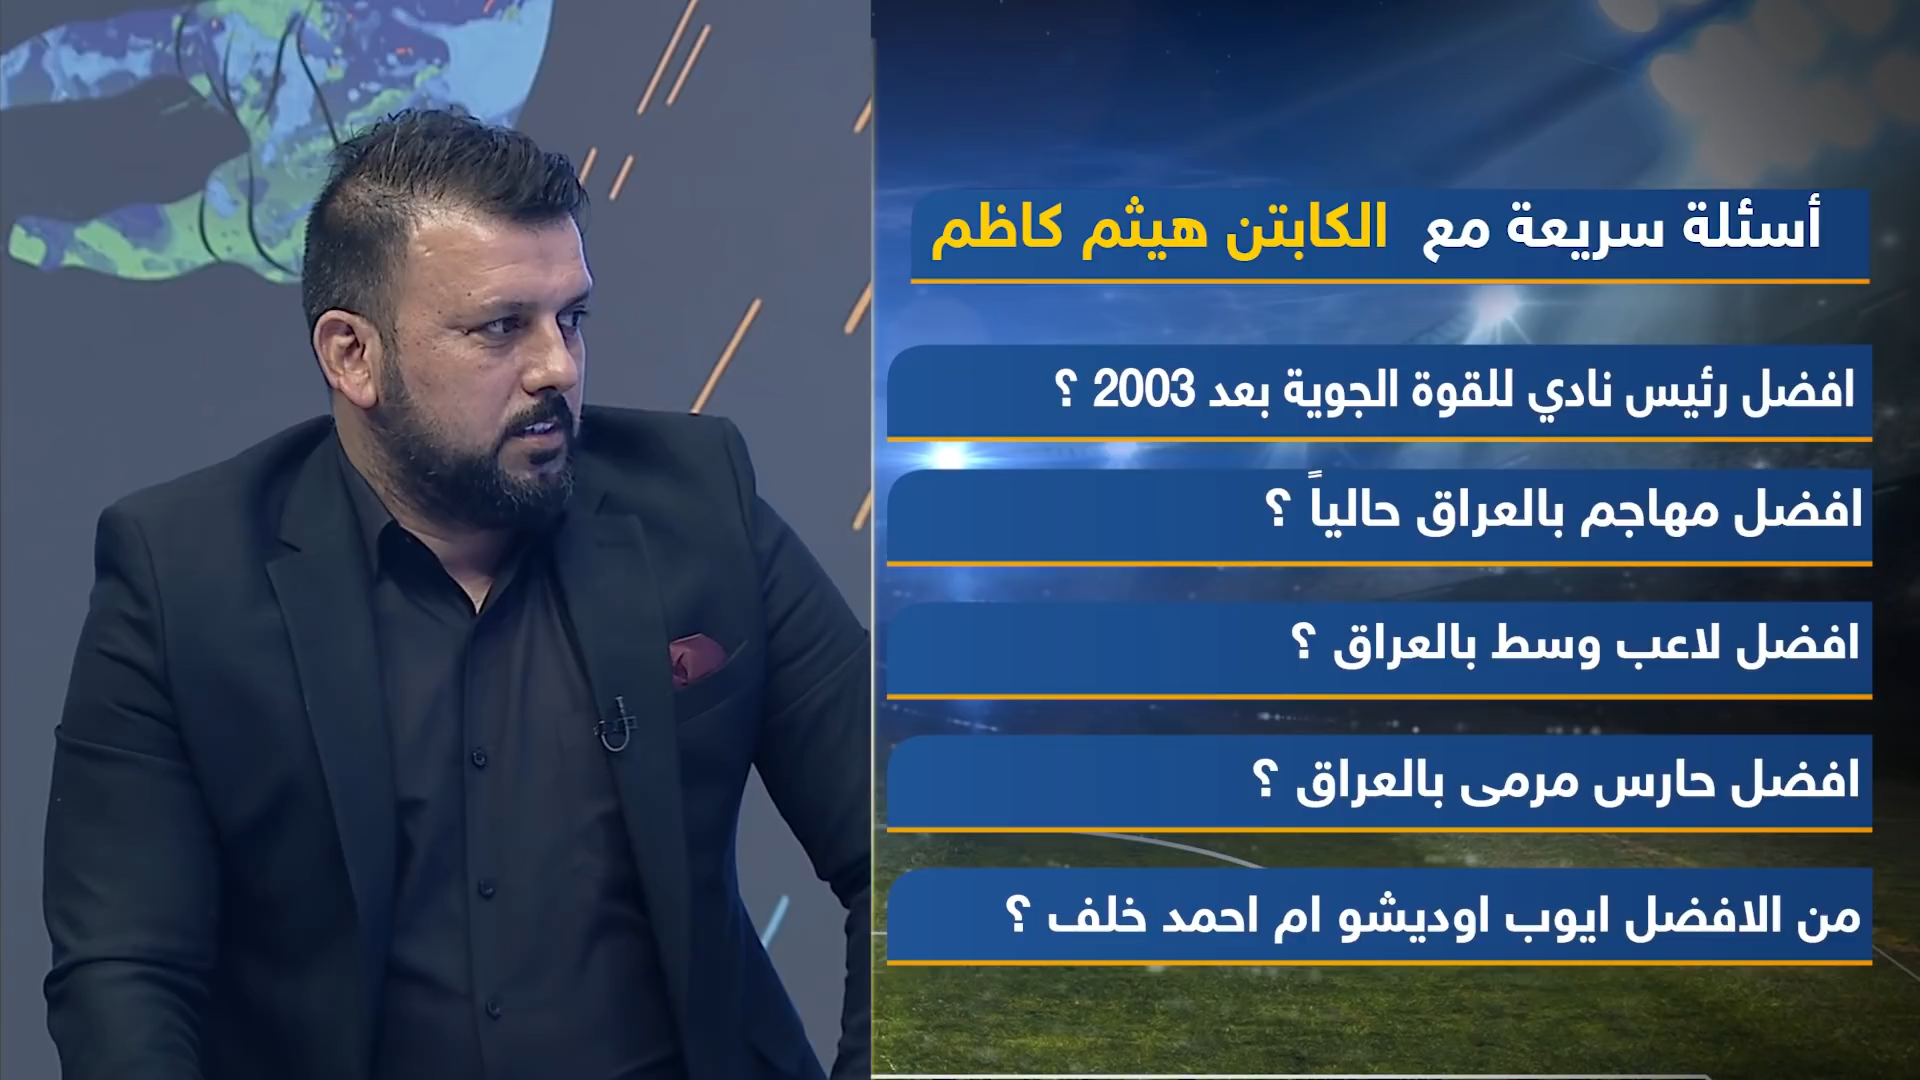 أسئلة سريعة مع الكابتن هيثم كاظم
افضل رئيس نادي للقوة الجوية بعد 2003 ؟
افضل مهاجم بالعراق حالياً ؟
افضل لاعب وسط بالعراق ؟
افضل حارس مرمى بالعراق ؟
من الافضل ايوب اوديشو ام احمد خلف ؟